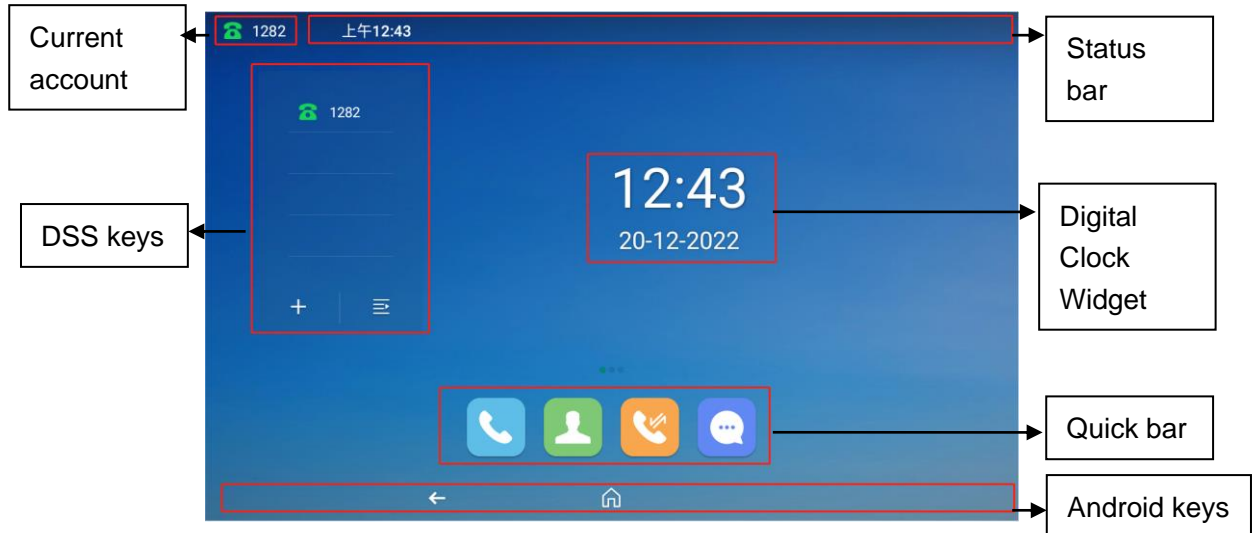 Current
account
1282
上午12:43
Status
bar
1282
DSS keys
12:43
20-12-2022
Digital
Clock
Widget
Quick bar
Android keys